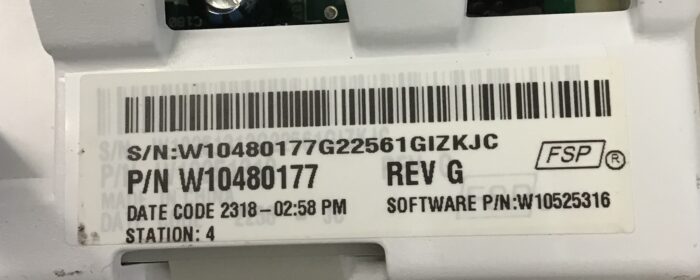 S/N:W10480177G22561GIZKJC
FSP ®
P/N W10480177 REV G
DATE CODE 2318-02:58 PM SOFTWARE P/N:W10525316
STATION: 4